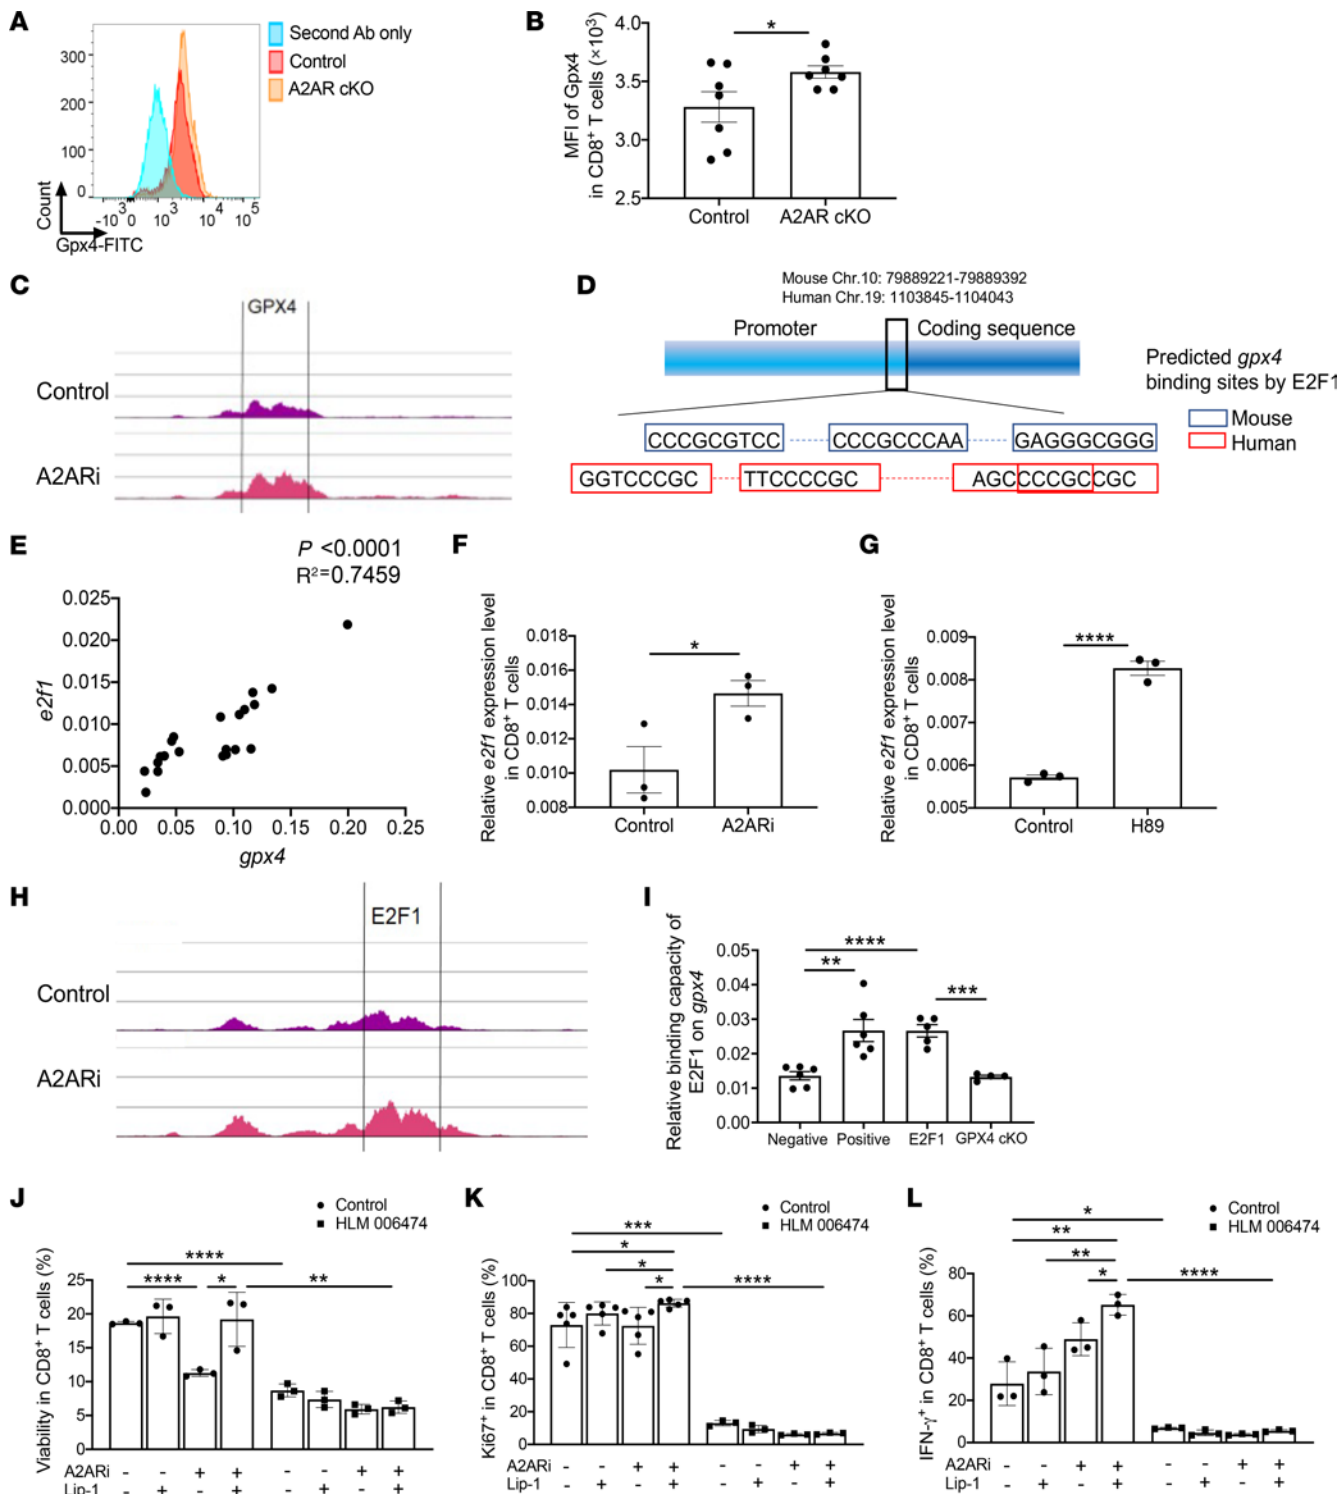 A
Second Ab only
Control
A2AR cKO
300
200
100
0
Count
-10³ 0 10³ 10⁴ 10⁵
Gpx4-FITC
B
MFI of Gpx4
in CD8⁺ T cells (×10³)
4.0
3.5
3.0
2.5
*
Control A2AR cKO
C
GPX4
Control
A2ARi
D
Mouse Chr.10: 79889221-79889392
Human Chr.19: 1103845-1104043
Promoter Coding sequence
Predicted gpx4
binding sites by E2F1
Mouse
Human
CCCGCGTCC CCCGCCCAA GAGGGCGGG
GGTCCCCGC TTCCCCGC AGCCCCGCCGC
E
P <0.0001
R²=0.7459
e2f1
0.025
0.020
0.015
0.010
0.005
0.000
0.00 0.05 0.10 0.15 0.20 0.25
gpx4
F
Relative e2f1 expression level
in CD8⁺ T cells
0.018
0.016
0.014
0.012
0.010
0.008
*
Control A2ARi
G
Relative e2f1 expression level
in CD8⁺ T cells
0.009
0.008
0.007
0.006
0.005
****
Control H89
H
E2F1
Control
A2ARi
I
Relative binding capacity of
E2F1 on gpx4
0.05
0.04
0.03
0.02
0.01
0.00
****
**
***
Negative Positive E2F1 GPX4 cKO
J
Control
HLM 006474
Viability in CD8⁺ T cells (%)
25
20
15
10
5
0
****
**** * **
A2ARi - - + + - - + +
Lip-1 - + - + - + - +
K
Control
HLM 006474
Ki67⁺ in CD8⁺ T cells (%)
100
80
60
40
20
0
***
*
*
* ****
A2ARi - - + + - - + +
Lip-1 - + - + - + - +
L
Control
HLM 006474
IFN-γ⁺ in CD8⁺ T cells (%)
80
60
40
20
0
*
**
**
* ****
A2ARi - - + + - - + +
Lip-1 - + - + - + - +